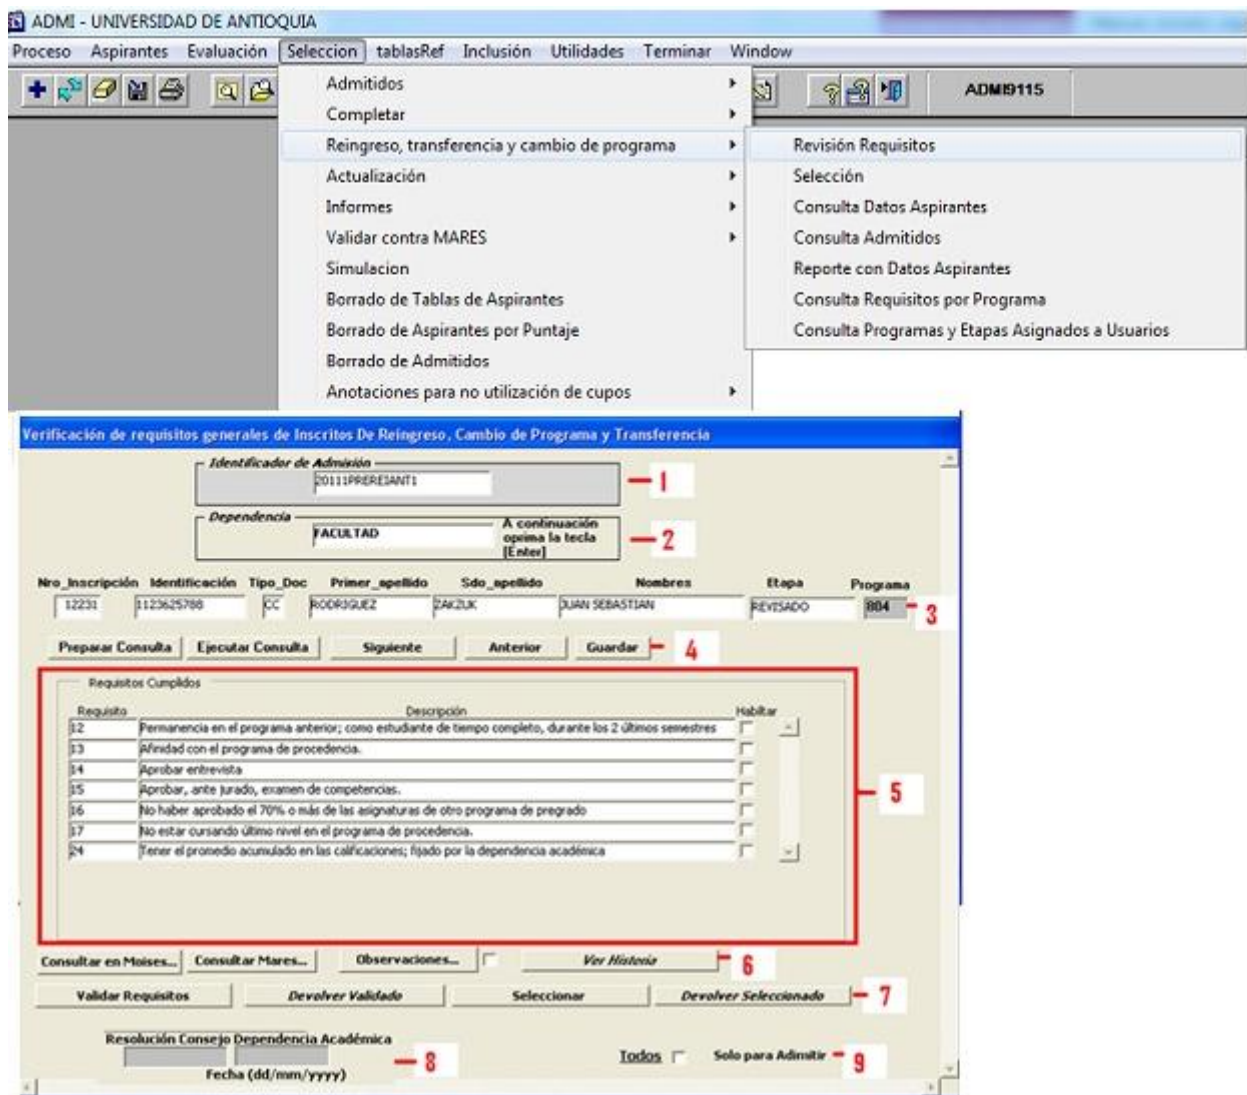 ADMI - UNIVERSIDAD DE ANTIOQUIA
Proceso Aspirantes Evaluación Seleccion tablasRef Inclusión Utilidades Terminar Window
ADMI9115
Admitidos
Completar
Reingreso, transferencia y cambio de programa
Actualización
Informes
Validar contra MARES
Simulacion
Borrado de Tablas de Aspirantes
Borrado de Aspirantes por Puntaje
Borrado de Admitidos
Anotaciones para no utilización de cupos
Revisión Requisitos
Selección
Consulta Datos Aspirantes
Consulta Admitidos
Reporte con Datos Aspirantes
Consulta Requisitos por Programa
Consulta Programas y Etapas Asignados a Usuarios
Verificación de requisitos generales de Inscritos De Reingreso, Cambio de Programa y Transferencia
Identificador de Admisión
20111PREREIANT1
1
Dependencia
FACULTAD
A continuación
oprima la tecla
[Enter]
2
Nro_Inscripción Identificación Tipo_Doc Primer_apellido Sdo_apellido Nombres Etapa Programa
12231 1123625788 CC RODRIGUEZ ZAKZUK JUAN SEBASTIAN REVISADO 804
3
Preparar Consulta Ejecutar Consulta Siguiente Anterior Guardar
4
Requisitos Cumplidos
Requisito Descripción Habilitar
12 Permanencia en el programa anterior; como estudiante de tiempo completo, durante los 2 últimos semestres
13 Afinidad con el programa de procedencia.
14 Aprobar entrevista
15 Aprobar, ante jurado, examen de competencias.
16 No haber aprobado el 70% o más de las asignaturas de otro programa de pregrado
17 No estar cursando último nivel en el programa de procedencia.
24 Tener el promedio acumulado en las calificaciones; fijado por la dependencia académica
5
Consultar en Moises... Consultar Mares... Observaciones... Ver Historia
6
Validar Requisitos Devolver Validado Seleccionar Devolver Seleccionado
7
Resolución Consejo Dependencia Académica
Fecha (dd/mm/yyyy)
8
Todos Solo para Adimitir
9